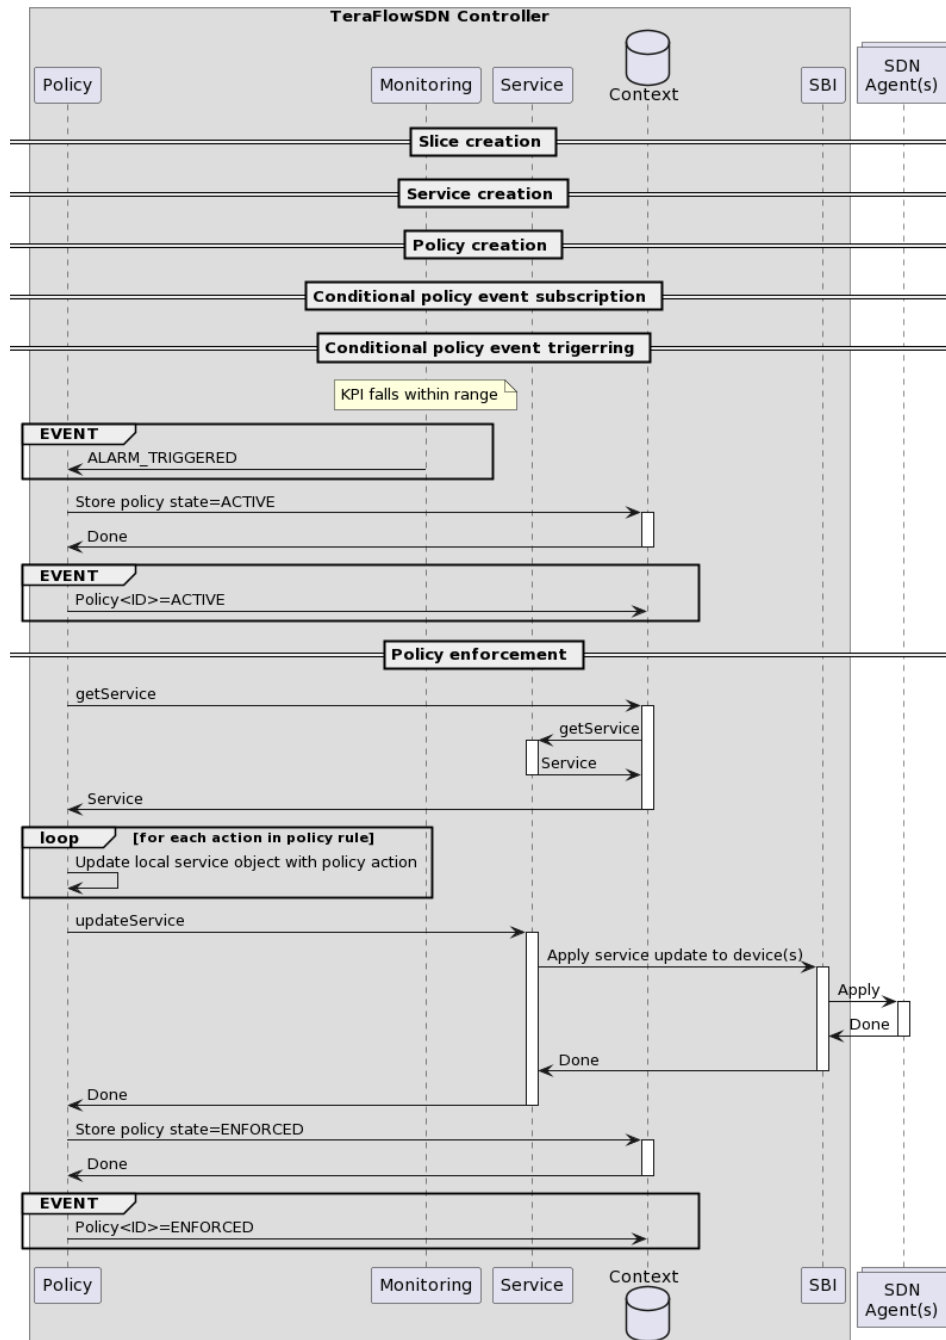 TeraFlowSDN Controller
Policy
Monitoring
Service
Context
SBI
SDN
Agent(s)
Slice creation
Service creation
Policy creation
Conditional policy event subscription
Conditional policy event trigerring
KPI falls within range
EVENT
ALARM_TRIGGERED
Store policy state=ACTIVE
Done
EVENT
Policy<ID>=ACTIVE
Policy enforcement
getService
getService
Service
Service
loop [for each action in policy rule]
Update local service object with policy action
updateService
Apply service update to device(s)
Apply
Done
Done
Done
Store policy state=ENFORCED
Done
EVENT
Policy<ID>=ENFORCED
Policy
Monitoring
Service
Context
SBI
SDN
Agent(s)